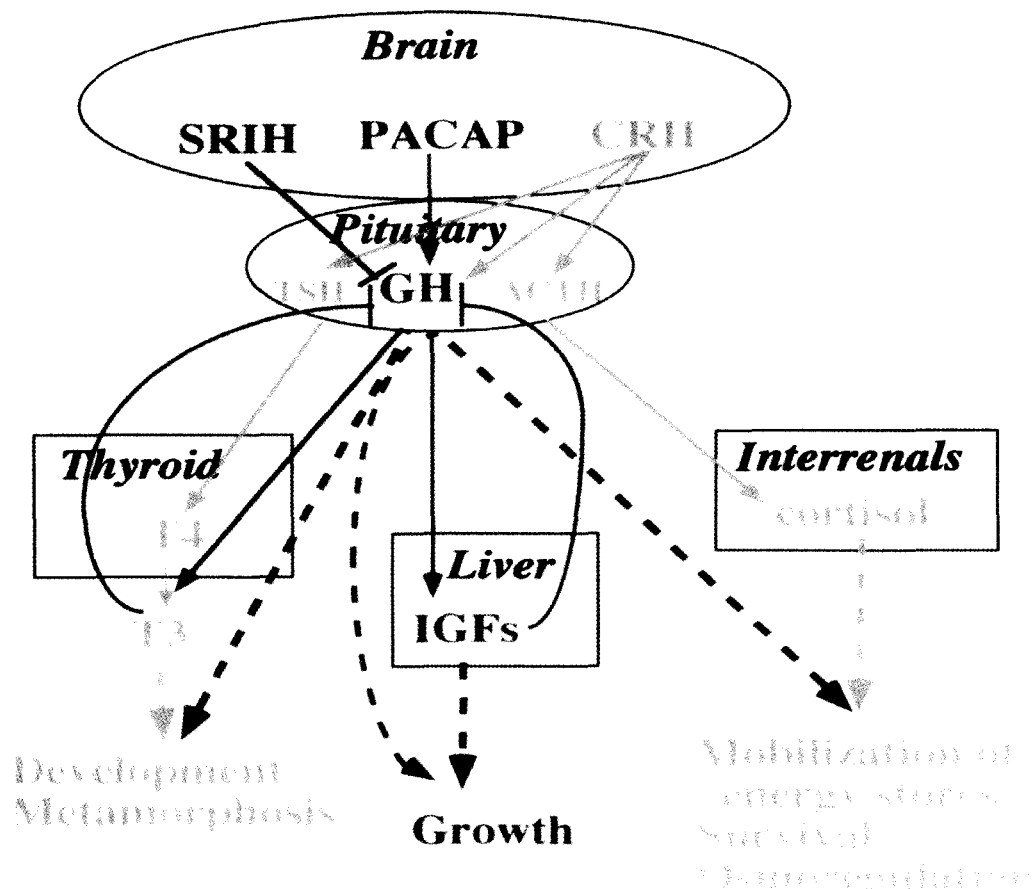 Brain
SRIH PACAP CRH
Pituitary
TSH GH ACTH
Thyroid
Interrenals
cortisol
T4
Liver
IGFs
T3
Development
Metamorphosis
Mobilization of
energy stores
Survival
Osmoregulation
Growth